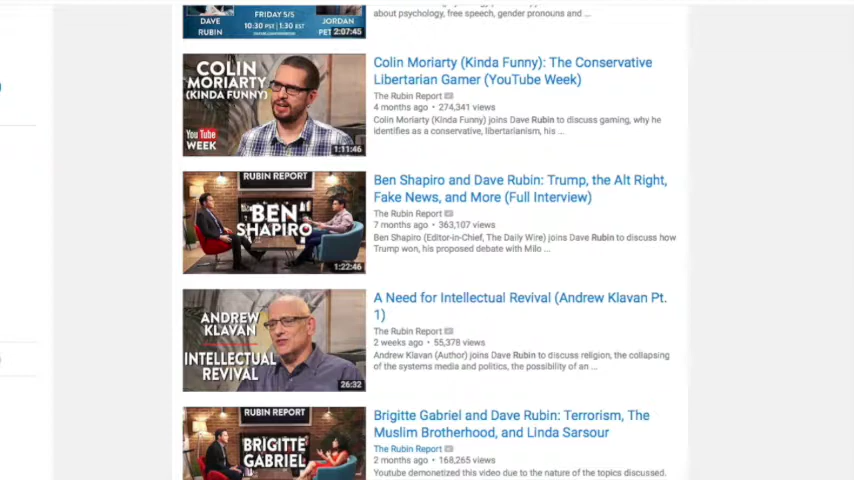 about psychology, free speech, gender pronouns and ...
DAVE
RUBIN
FRIDAY 5/5
10:30 PST | 1:30 EST
JORDAN
PET
2:07:45
COLIN
MORIARTY
(KINDA FUNNY)
You Tube
WEEK
1:11:46
Colin Moriarty (Kinda Funny): The Conservative
Libertarian Gamer (YouTube Week)
The Rubin Report
4 months ago • 274,341 views
Colin Moriarty (Kinda Funny) joins Dave Rubin to discuss gaming, why he
identifies as a conservative, libertarianism, his ...
RUBIN REPORT
BEN
SHAPIRO
1:22:46
Ben Shapiro and Dave Rubin: Trump, the Alt Right,
Fake News, and More (Full Interview)
The Rubin Report
7 months ago • 363,107 views
Ben Shapiro (Editor-in-Chief, The Daily Wire) joins Dave Rubin to discuss how
Trump won, his proposed debate with Milo ...
ANDREW
KLAVAN
INTELLECTUAL
REVIVAL
26:32
A Need for Intellectual Revival (Andrew Klavan Pt.
1)
The Rubin Report
2 weeks ago • 55,378 views
Andrew Klavan (Author) joins Dave Rubin to discuss religion, the collapsing
of the systems media and politics, the possibility of an ...
RUBIN REPORT
BRIGITTE
GABRIEL
Brigitte Gabriel and Dave Rubin: Terrorism, The
Muslim Brotherhood, and Linda Sarsour
The Rubin Report
2 months ago • 168,265 views
Youtube demonetized this video due to the nature of the topics discussed.